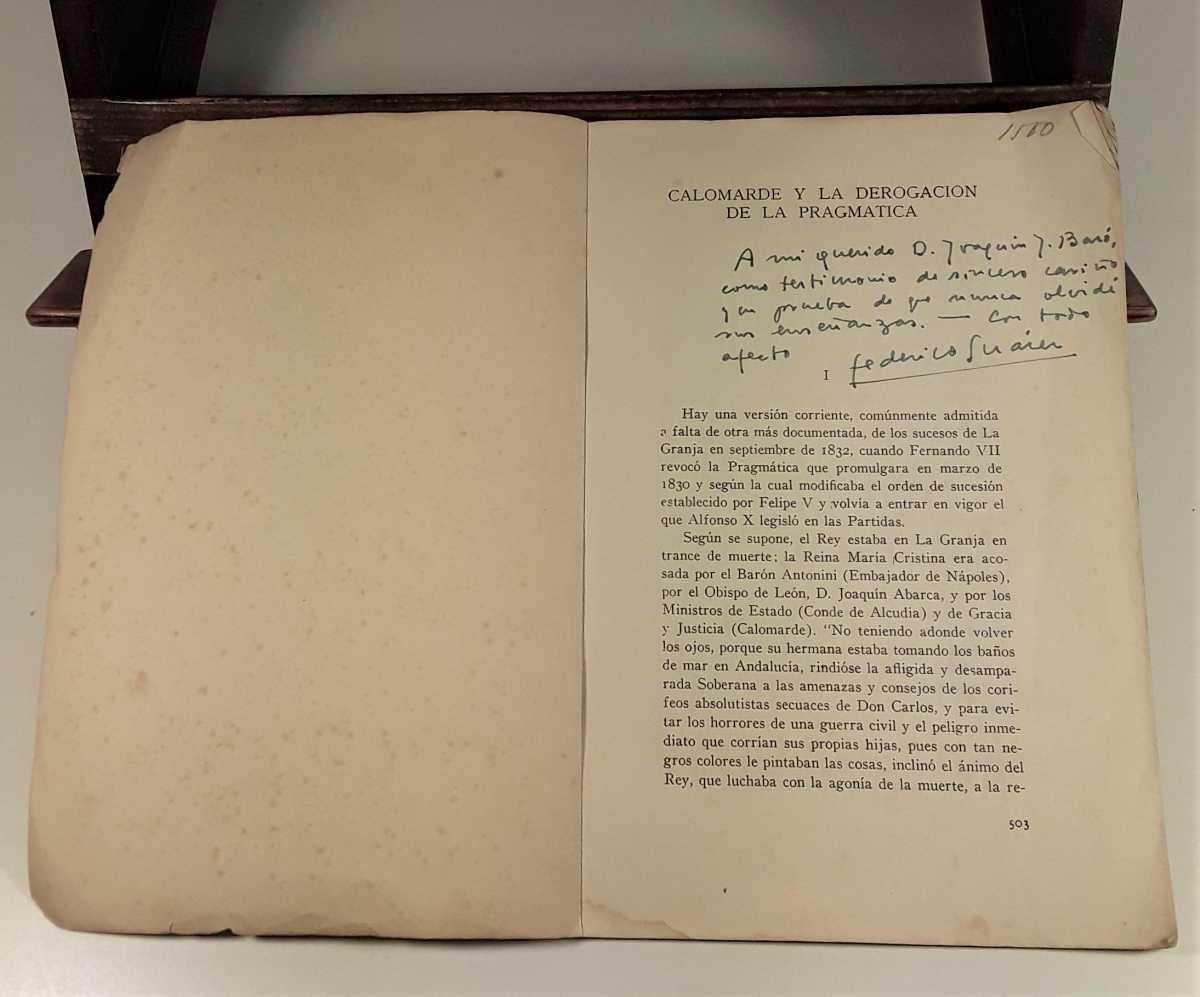 1500
CALOMARDE Y LA DEROGACION
DE LA PRAGMATICA
A mi querido D. Joaquin J. Baró,
como testimonio de sincero cariño
y en prueba de q nunca olvidé
sus enseñanzas. — Con todo
afecto
Federico Suárez
I
Hay una versión corriente, comúnmente admitida
a falta de otra más documentada, de los sucesos de La
Granja en septiembre de 1832, cuando Fernando VII
revocó la Pragmática que promulgara en marzo de
1830 y según la cual modificaba el orden de sucesión
establecido por Felipe V y volvía a entrar en vigor el
que Alfonso X legisló en las Partidas.
Según se supone, el Rey estaba en La Granja en
trance de muerte; la Reina María Cristina era aco-
sada por el Barón Antonini (Embajador de Nápoles),
por el Obispo de León, D. Joaquín Abarca, y por los
Ministros de Estado (Conde de Alcudia) y de Gracia
y Justicia (Calomarde). "No teniendo adonde volver
los ojos, porque su hermana estaba tomando los baños
de mar en Andalucía, rindióse la afligida y desampa-
rada Soberana a las amenazas y consejos de los cori-
feos absolutistas secuaces de Don Carlos, y para evi-
tar los horrores de una guerra civil y el peligro inme-
diato que corrían sus propias hijas, pues con tan ne-
gros colores le pintaban las cosas, inclinó el ánimo del
Rey, que luchaba con la agonía de la muerte, a la re-
503